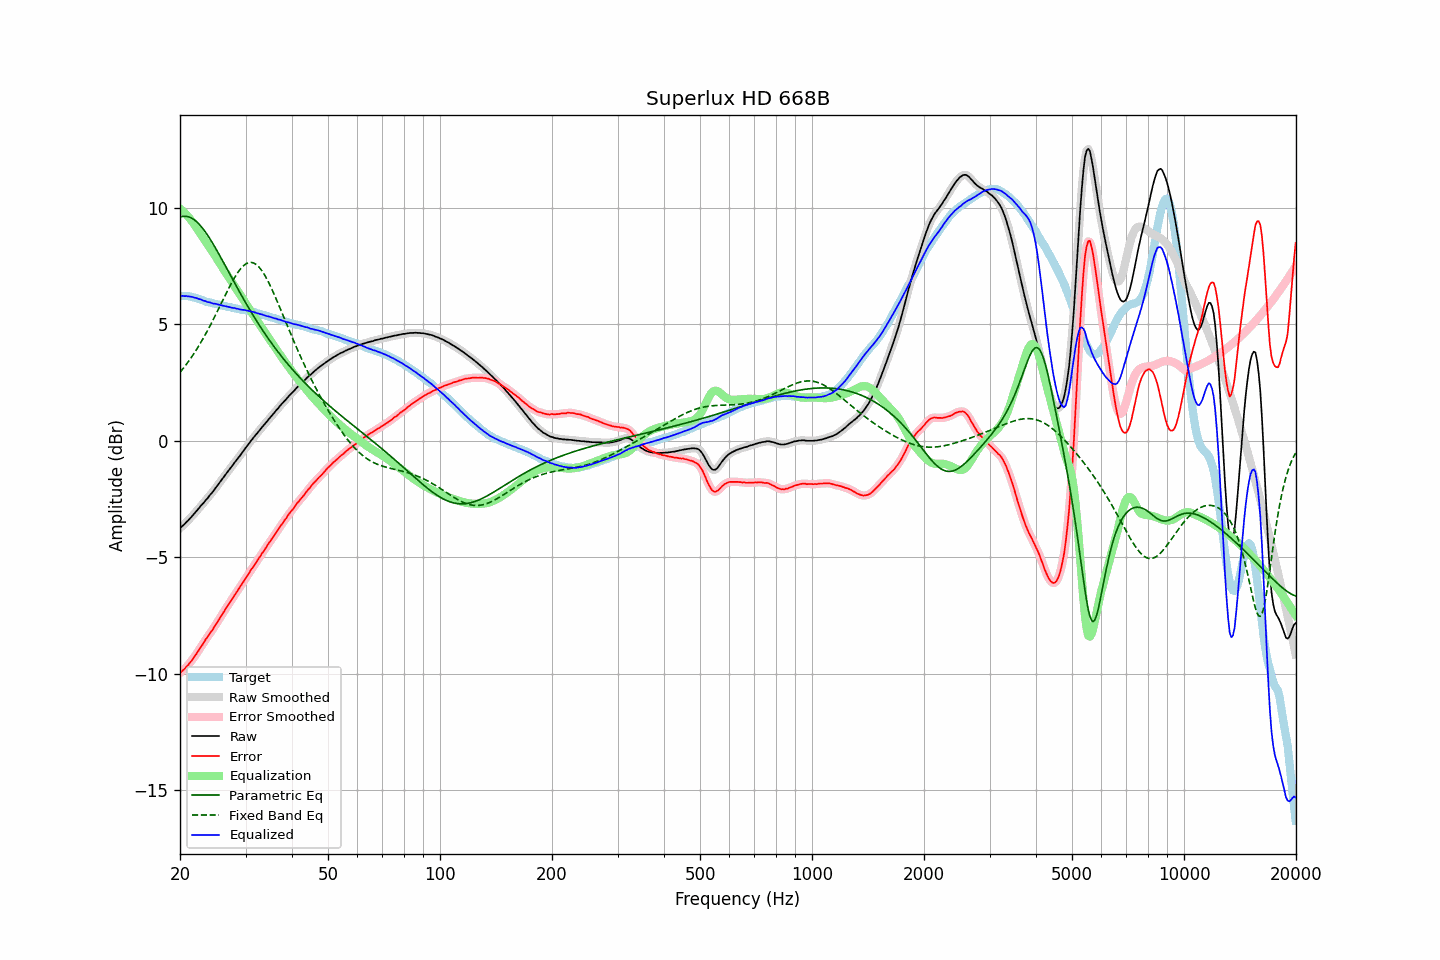 Superlux HD 668B
Amplitude (dBr)
10
5
0
−5
−10
−15
Target
Raw Smoothed
Error Smoothed
Raw
Error
Equalization
Parametric Eq
Fixed Band Eq
Equalized
20
50
100
200
500
1000
2000
5000
10000
20000
Frequency (Hz)